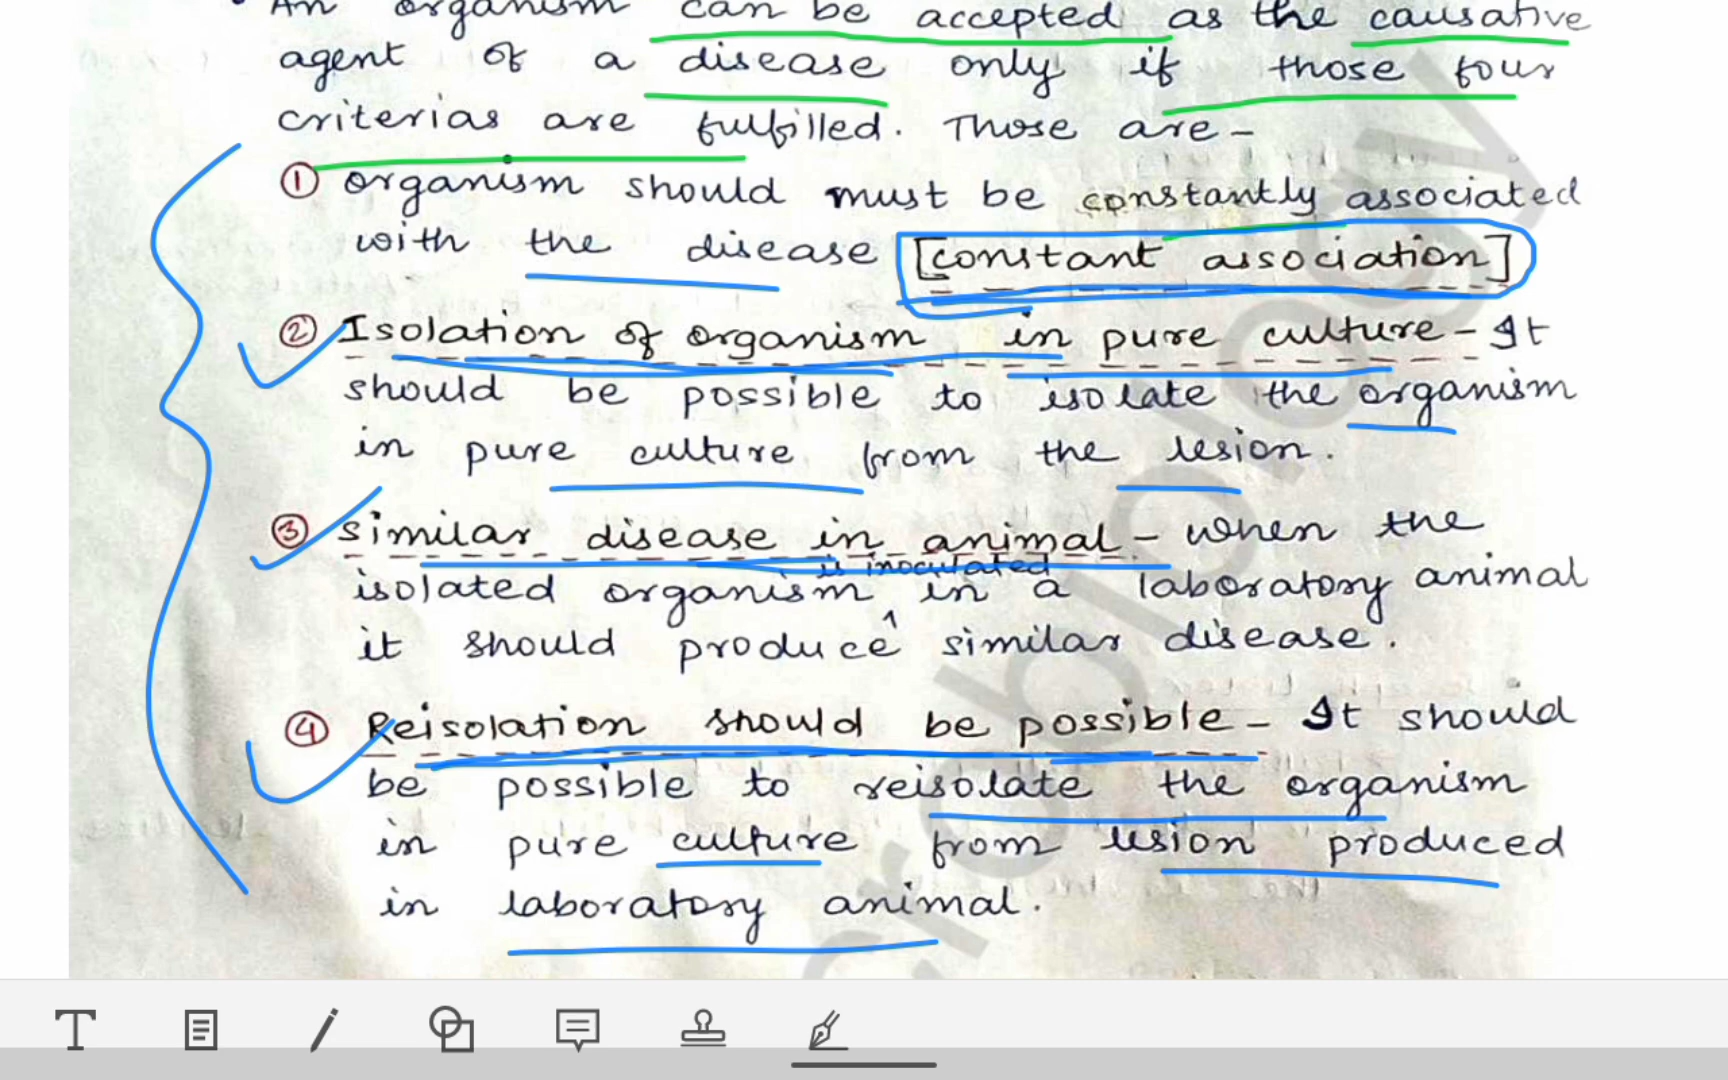 An organism can be accepted as the causative
agent of a disease only if those four
criterias are fulfilled. Those are -
① organism should must be constantly associated
with the disease [constant association]
② Isolation of organism in pure culture - It
should be possible to isolate the organism
in pure culture from the lesion.
③ similar disease in animal - when the
is inoculated
isolated organism ^ in a laboratory animal
it should produce similar disease.
④ Reisolation should be possible - It should
be possible to reisolate the organism
in pure culture from lesion produced
in laboratory animal.
T